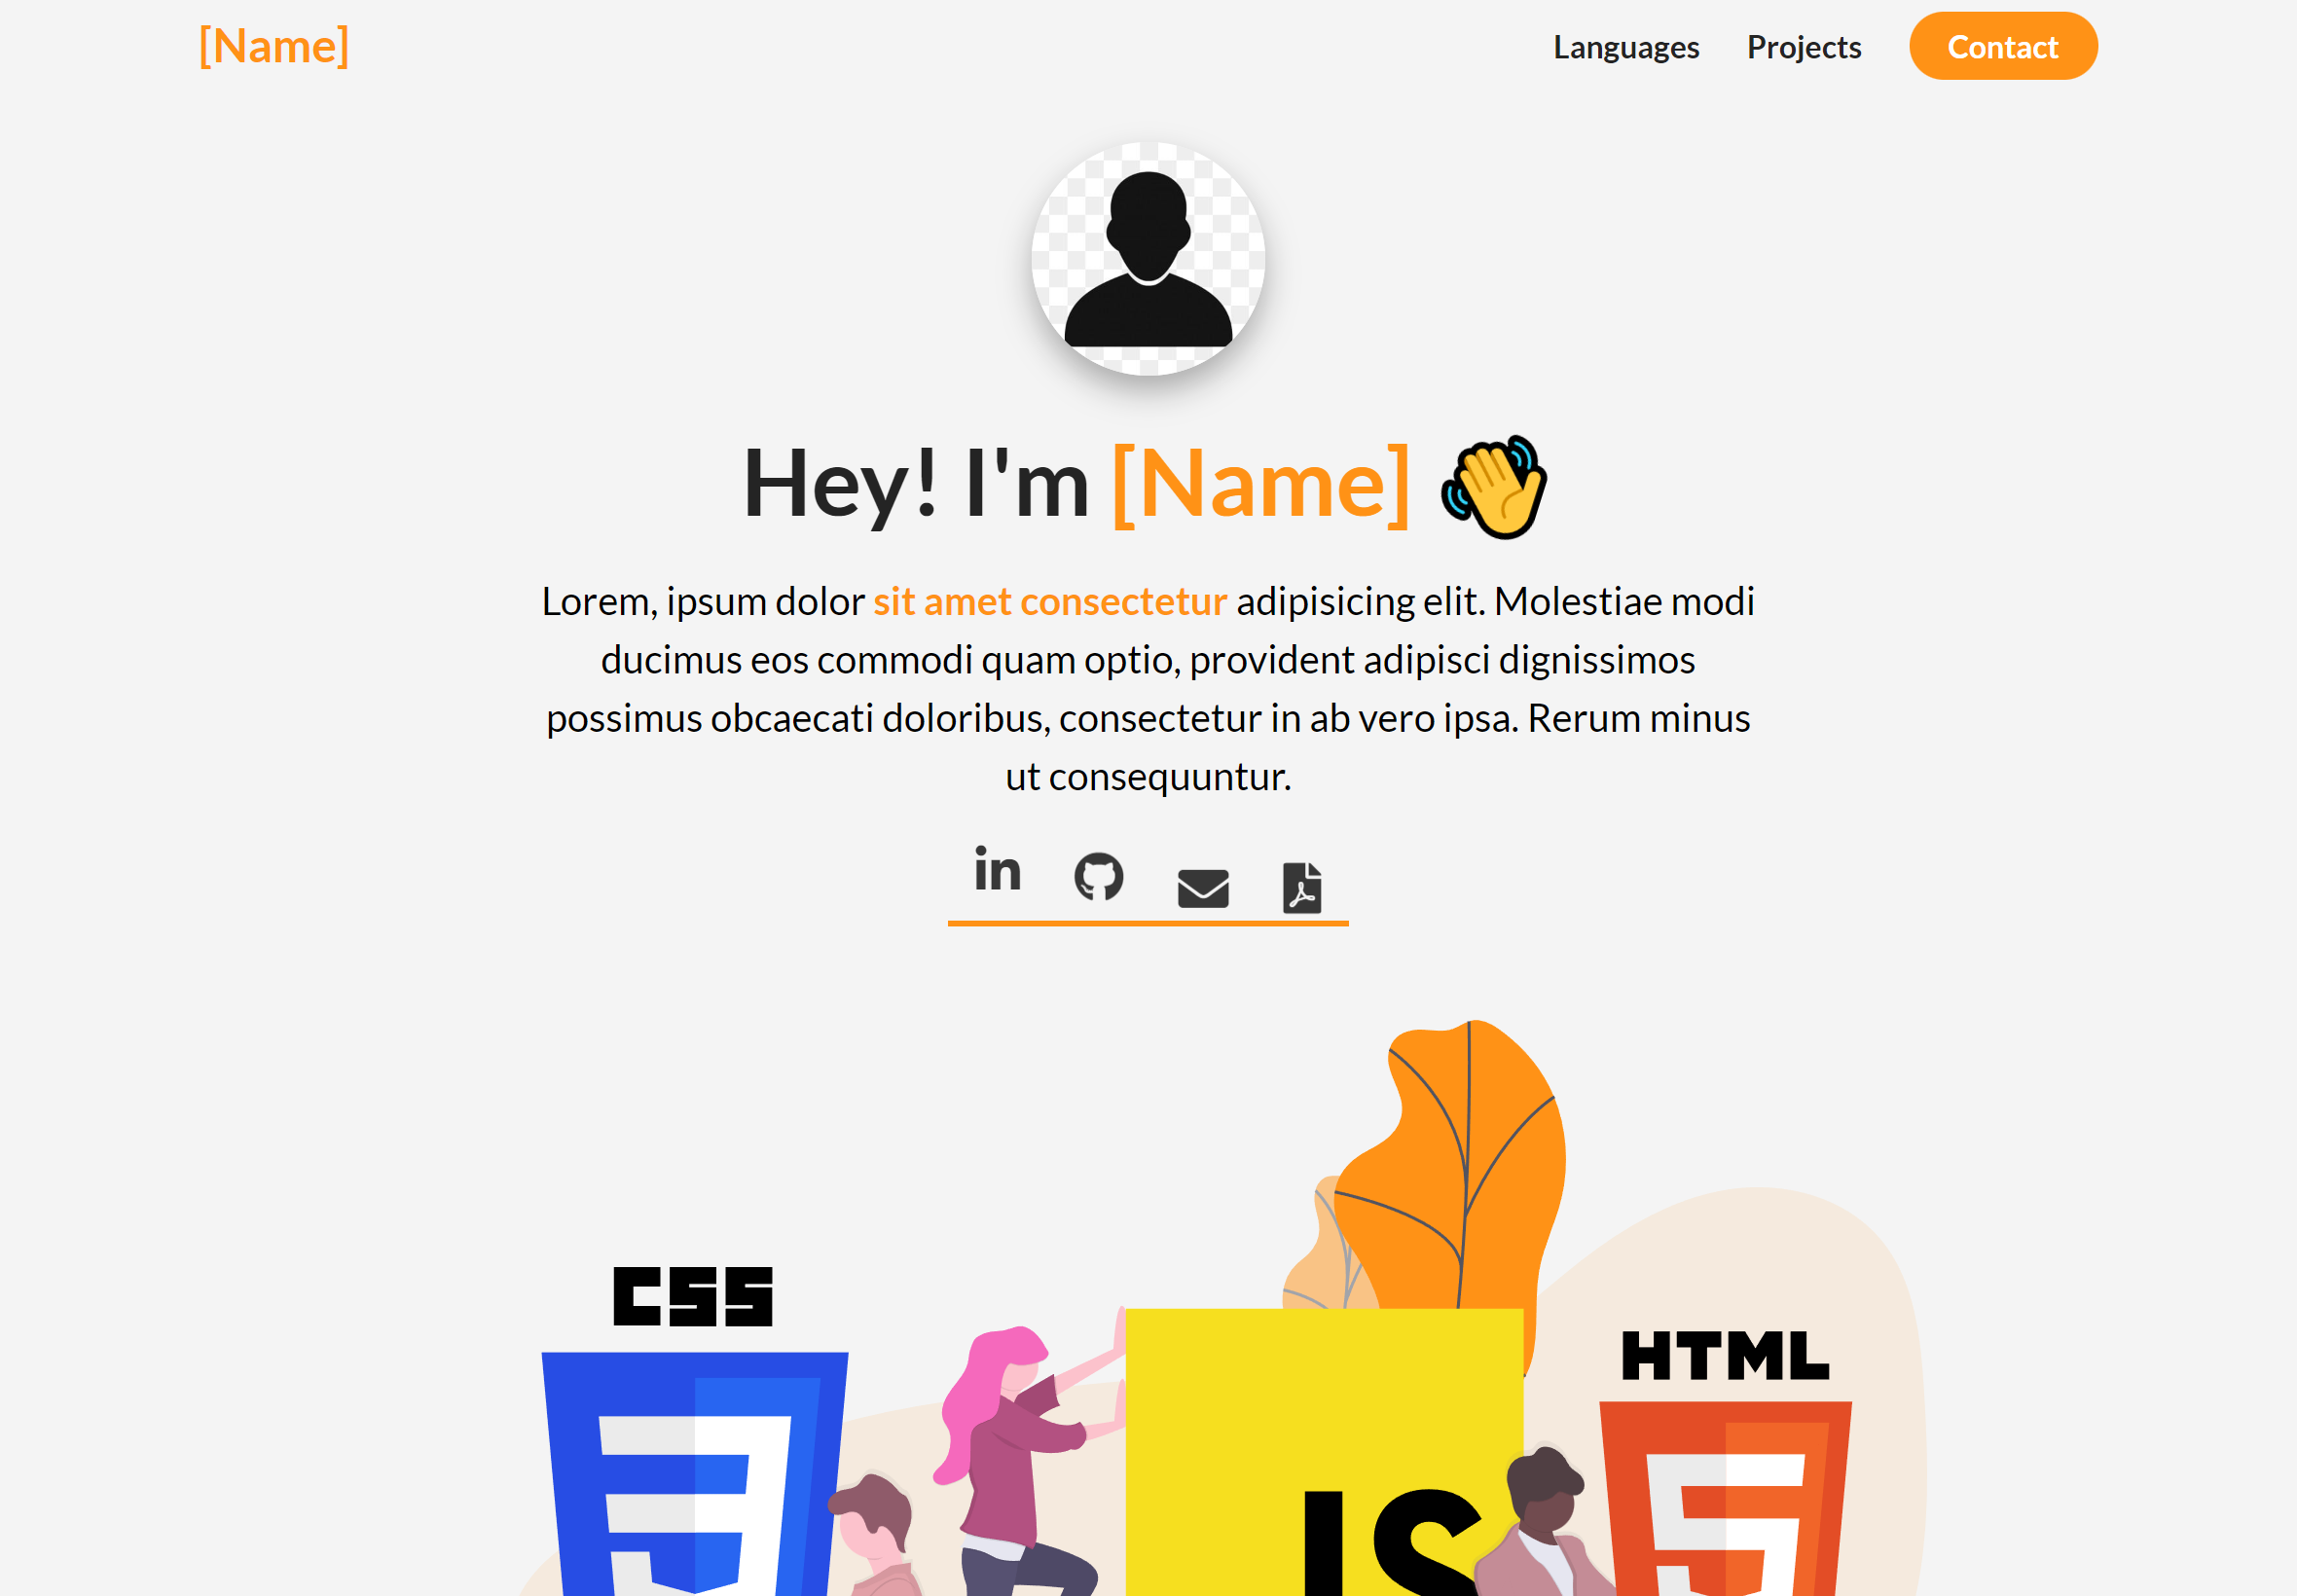 [Name]
Languages Projects Contact
Hey! I'm [Name]
Lorem, ipsum dolor sit amet consectetur adipisicing elit. Molestiae modi
ducimus eos commodi quam optio, provident adipisci dignissimos
possimus obcaecati doloribus, consectetur in ab vero ipsa. Rerum minus
ut consequuntur.
in
CSS
HTML
JS